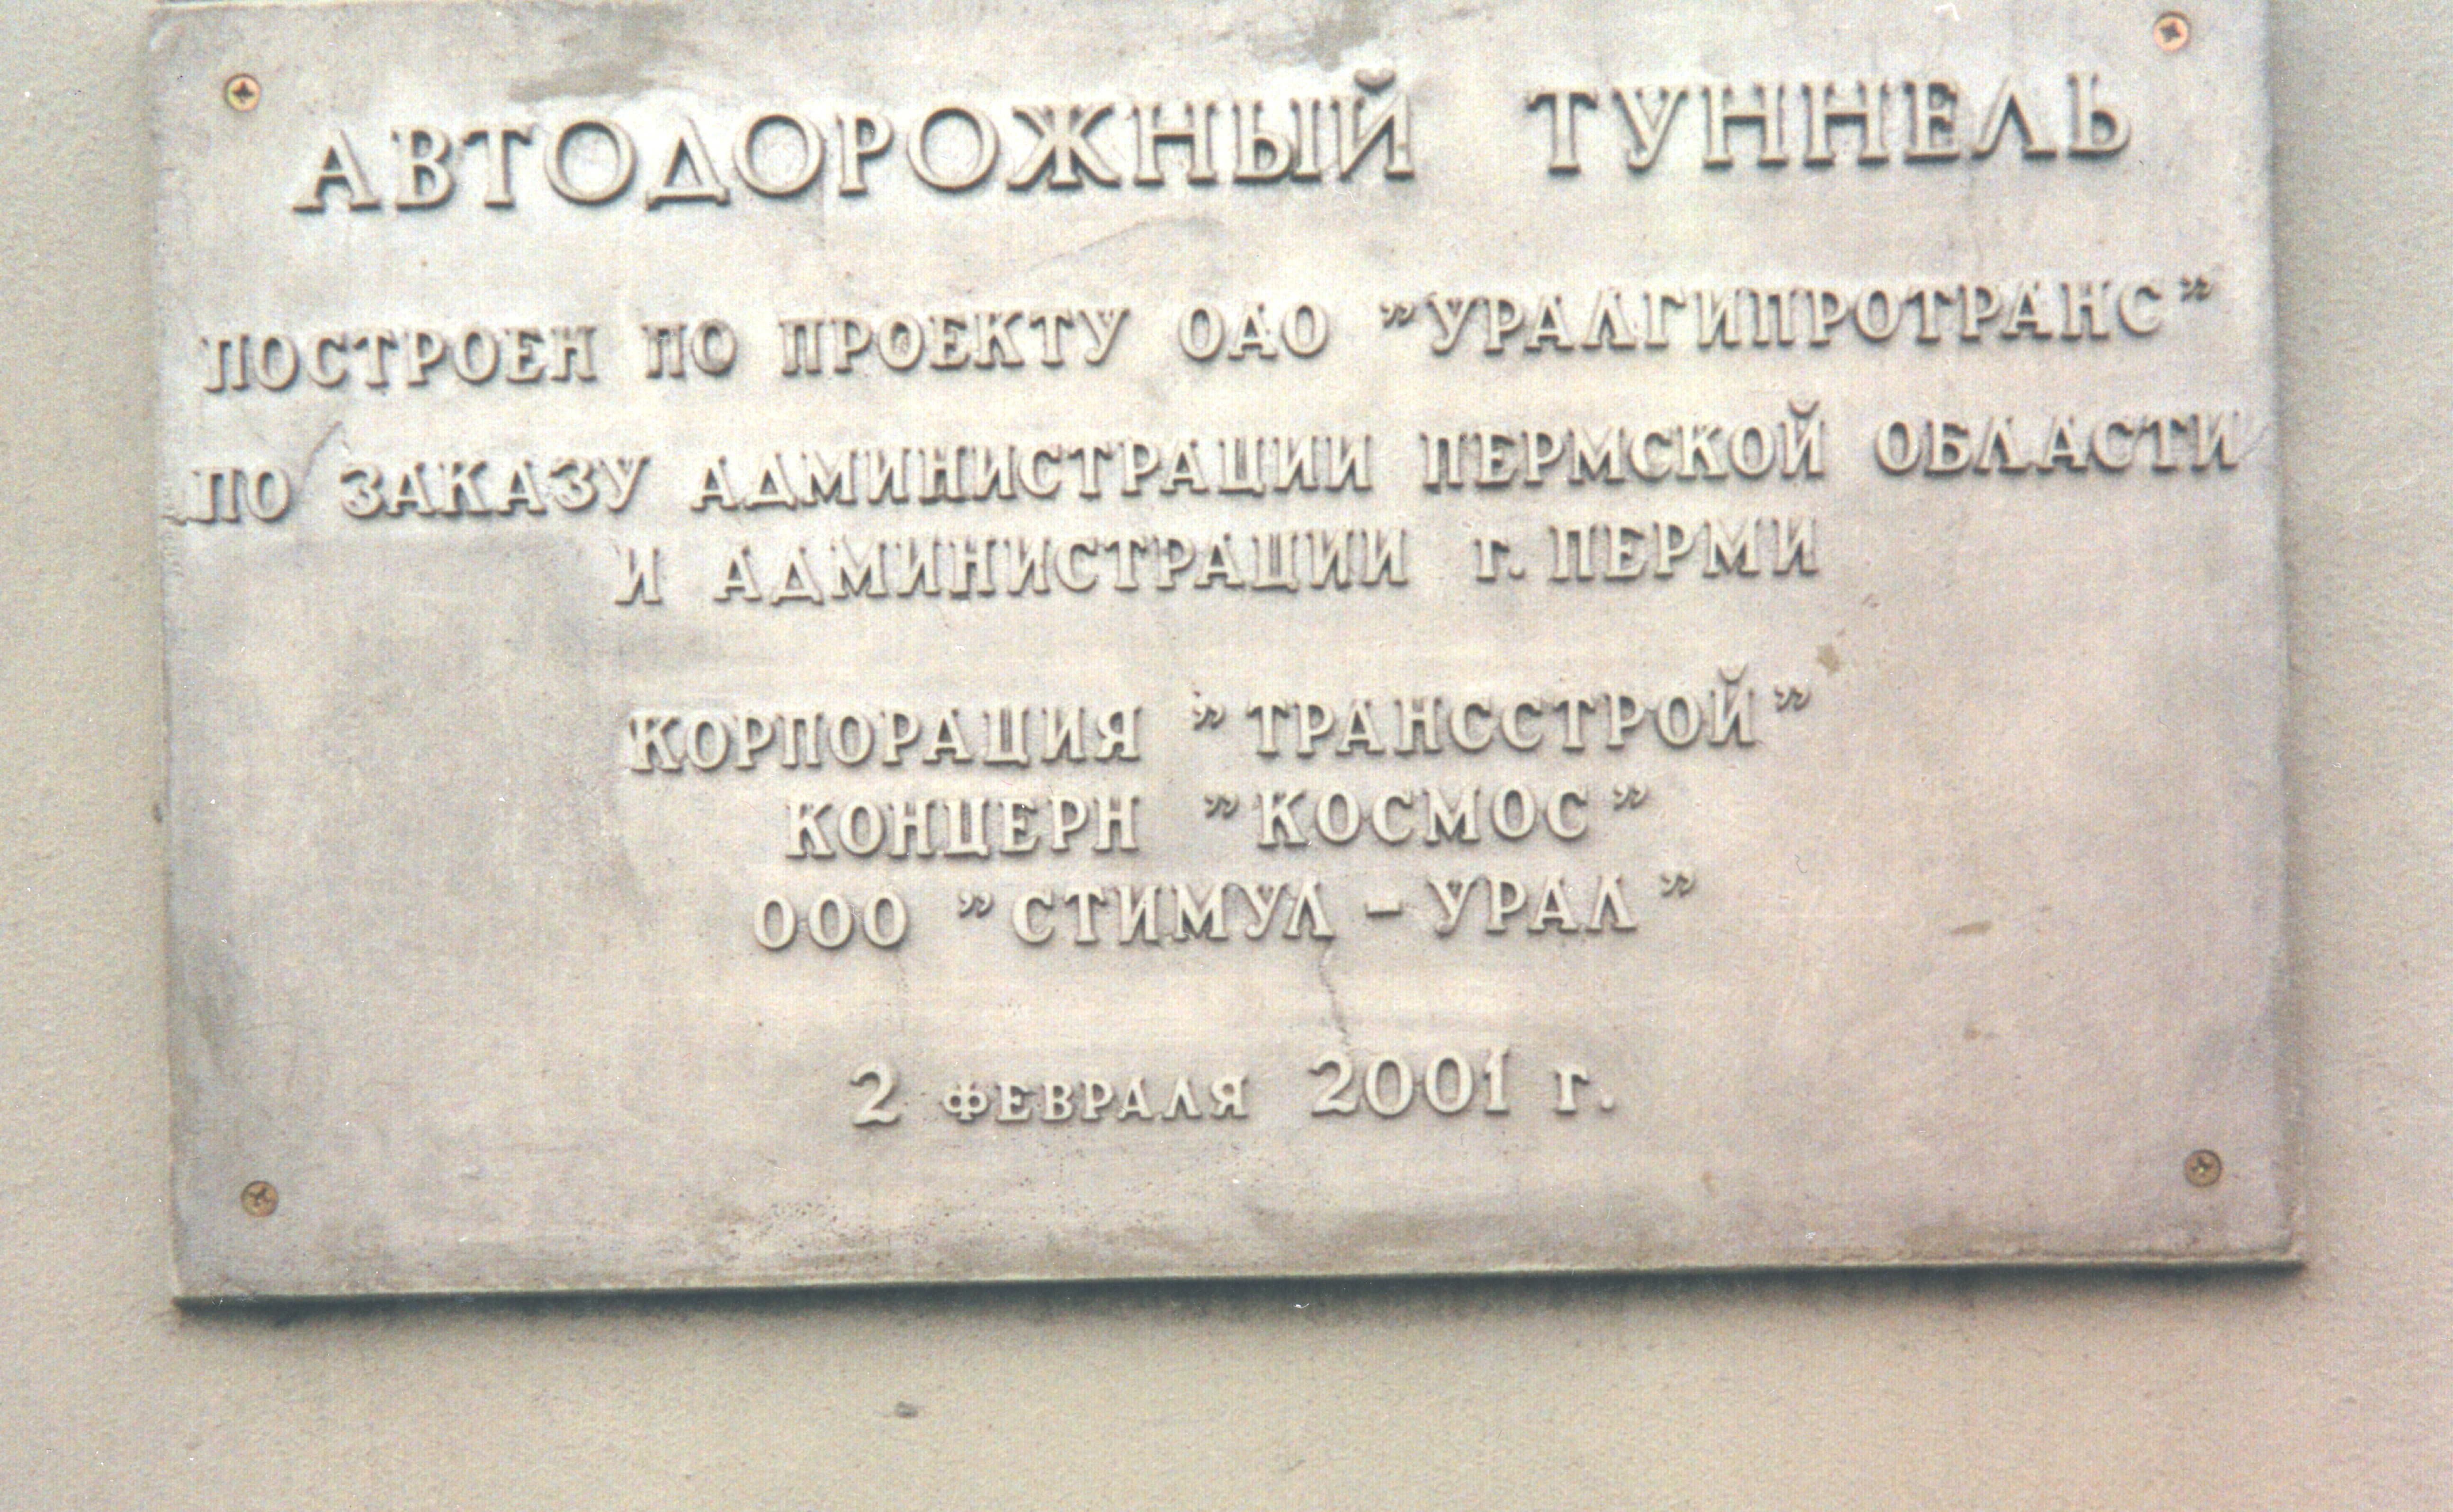 АВТОДОРОЖНЫЙ ТУННЕЛЬ
ПОСТРОЕН ПО ПРОЕКТУ ОАО ”УРАЛГИПРОТРАНС”
ПО ЗАКАЗУ АДМИНИСТРАЦИИ ПЕРМСКОЙ ОБЛАСТИ
И АДМИНИСТРАЦИИ г. ПЕРМИ
КОРПОРАЦИЯ ”ТРАНССТРОЙ”
КОНЦЕРН ”КОСМОС”
ООО ”СТИМУЛ – УРАЛ”
2 ФЕВРАЛЯ 2001 г.